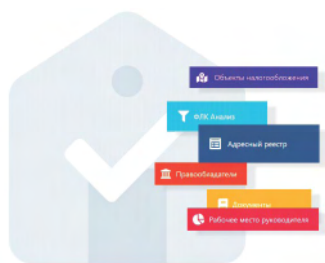 Объекты налогообложения
ФЛК Анализ
Адресный реестр
Правообладатели
Документы
Рабочее место руководителя